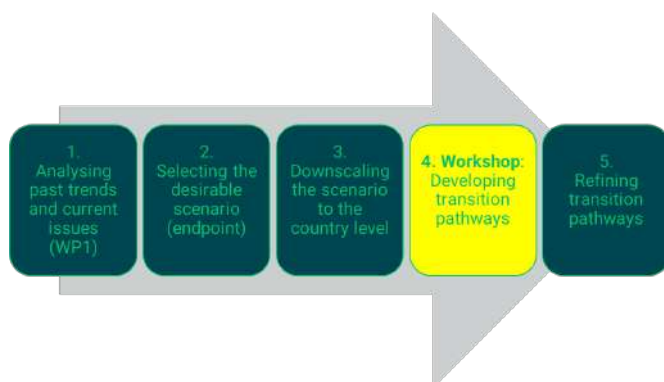 1.
Analysing
past trends
and current
issues
(WP1)
2.
Selecting the
desirable
scenario
(endpoint)
3.
Downscaling
the scenario
to the
country level
4. Workshop:
Developing
transition
pathways
5.
Refining
transition
pathways